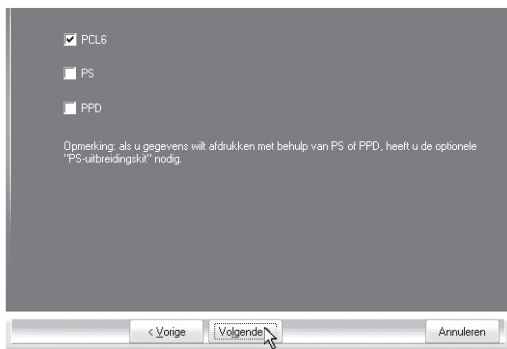 PCL6
PS
PPD
Opmerking: als u gegevens wilt afdrukken met behulp van PS of PPD, heeft u de optionele
"PS-uitbreidingskit" nodig.
< Vorige
Volgende
Annuleren